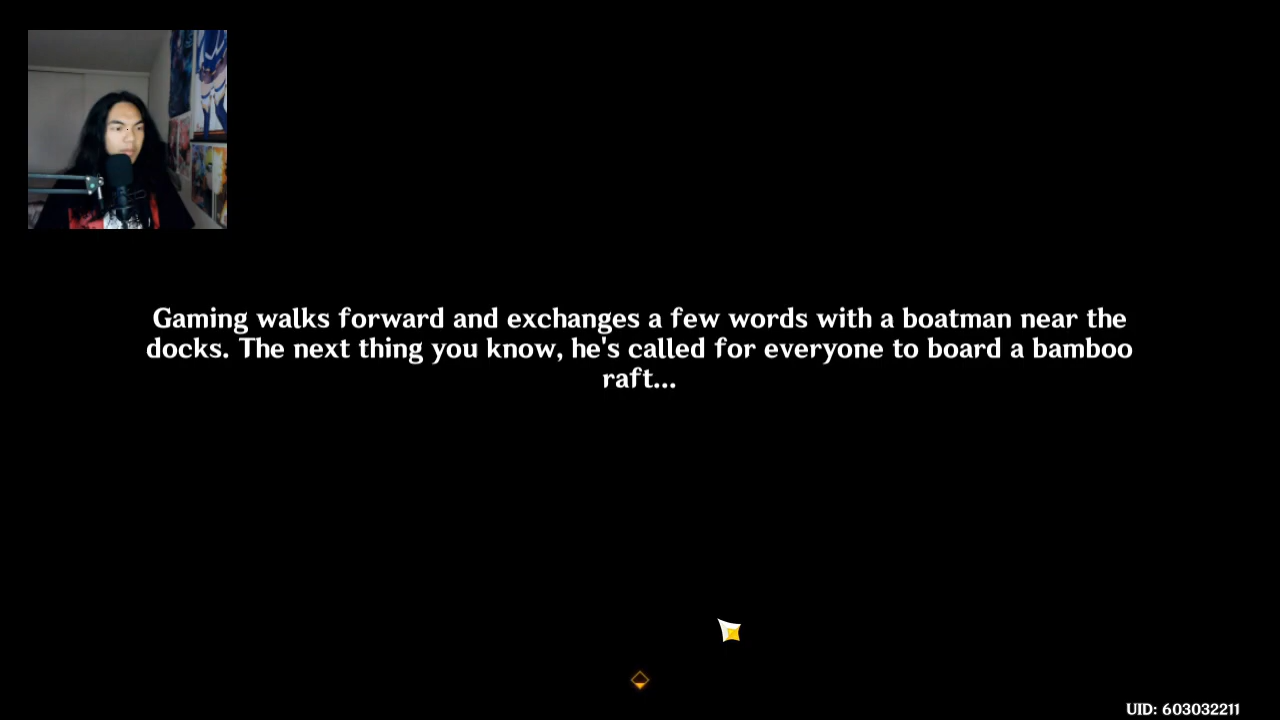 Gaming walks forward and exchanges a few words with a boatman near the
docks. The next thing you know, he's called for everyone to board a bamboo
raft...
UID: 603032211